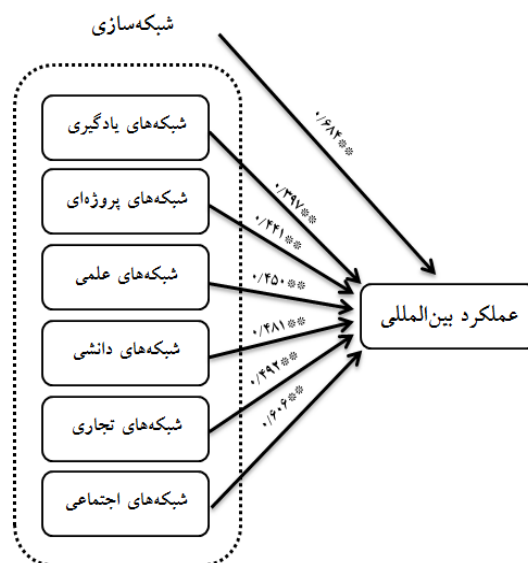 شبکه‌سازی
۰/۶۸۴**
شبکه‌های یادگیری
۰/۳۹۷**
شبکه‌های پروژه‌ای
۰/۴۴۱**
شبکه‌های علمی
۰/۴۵۰**
عملکرد بین‌المللی
شبکه‌های دانشی
۰/۴۸۱**
شبکه‌های تجاری
۰/۴۹۲**
شبکه‌های اجتماعی
۰/۶۰۶**